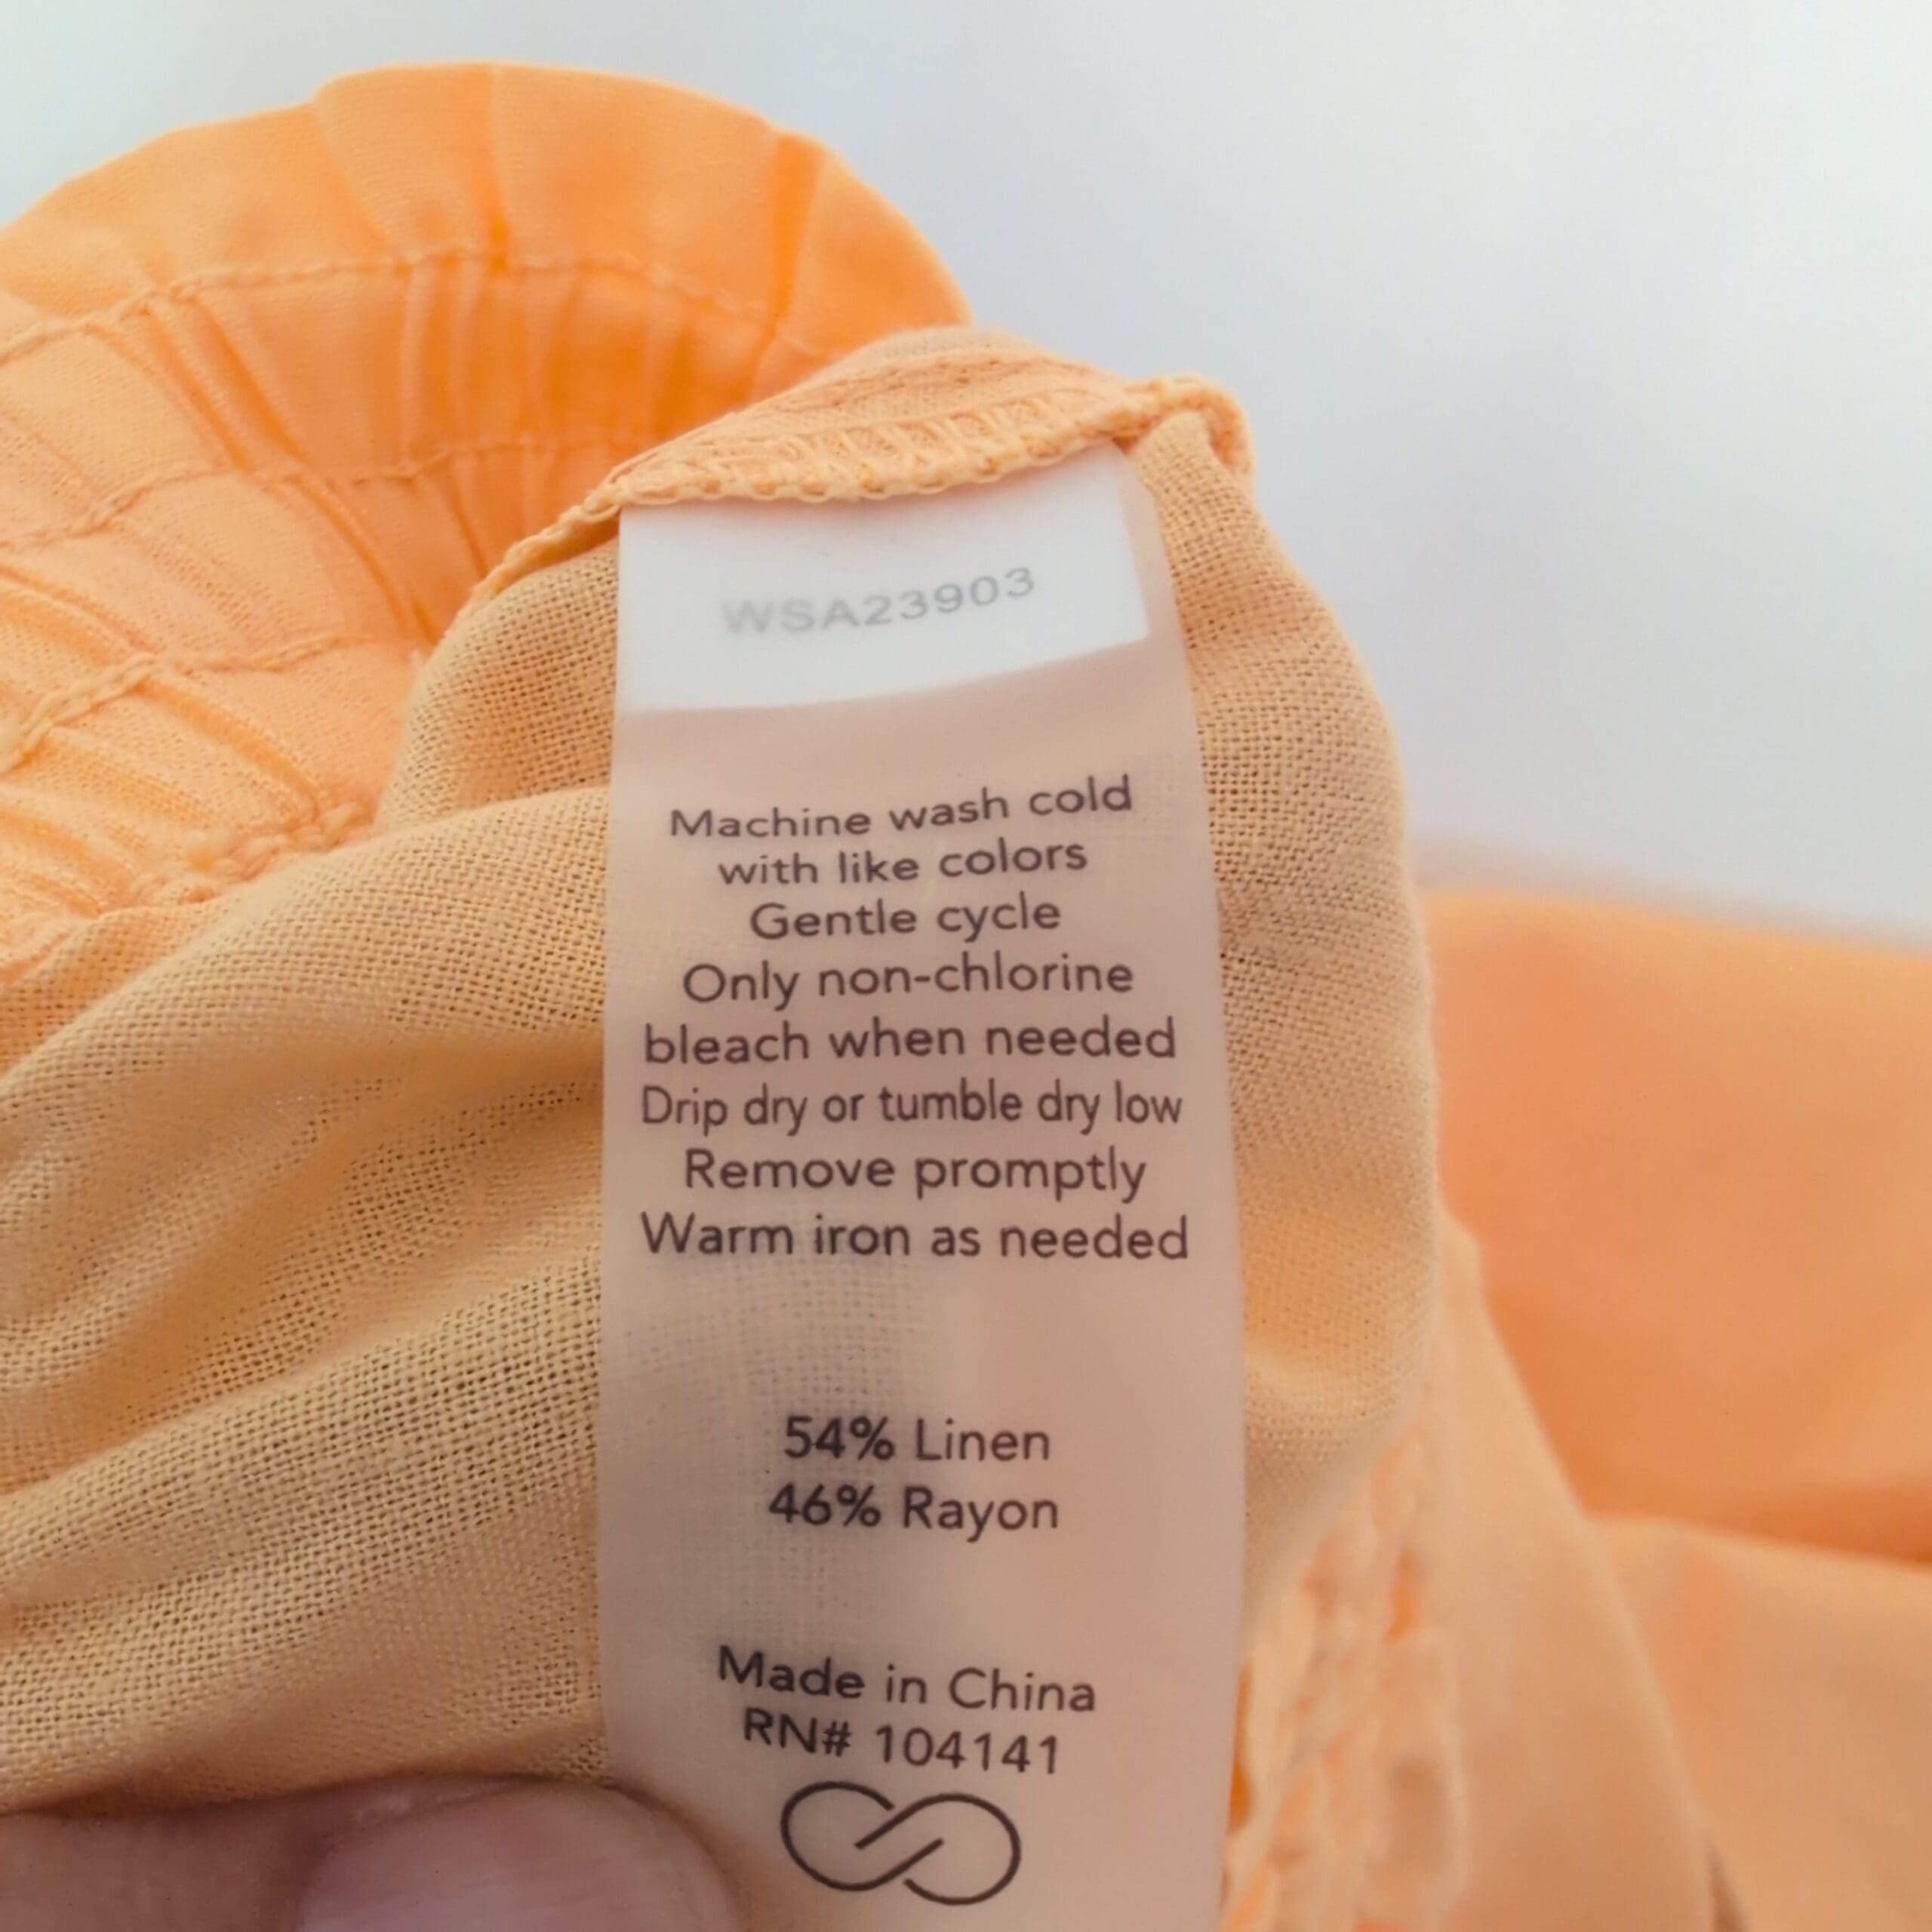 WSA23903
Machine wash cold
with like colors
Gentle cycle
Only non-chlorine
bleach when needed
Drip dry or tumble dry low
Remove promptly
Warm iron as needed
54% Linen
46% Rayon
Made in China
RN# 104141